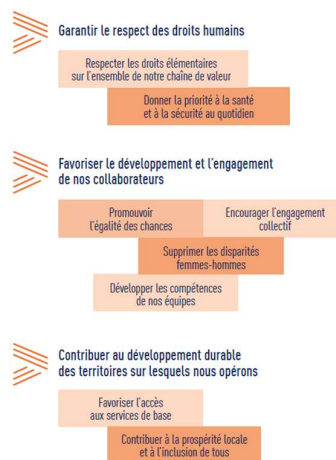 Garantir le respect des droits humains
Respecter les droits élémentaires
sur l'ensemble de notre chaîne de valeur
Donner la priorité à la santé
et à la sécurité au quotidien
Favoriser le développement et l'engagement
de nos collaborateurs
Promouvoir
l'égalité des chances
Encourager l'engagement
collectif
Supprimer les disparités
femmes-hommes
Développer les compétences
de nos équipes
Contribuer au développement durable
des territoires sur lesquels nous opérons
Favoriser l'accès
aux services de base
Contribuer à la prospérité locale
et à l'inclusion de tous